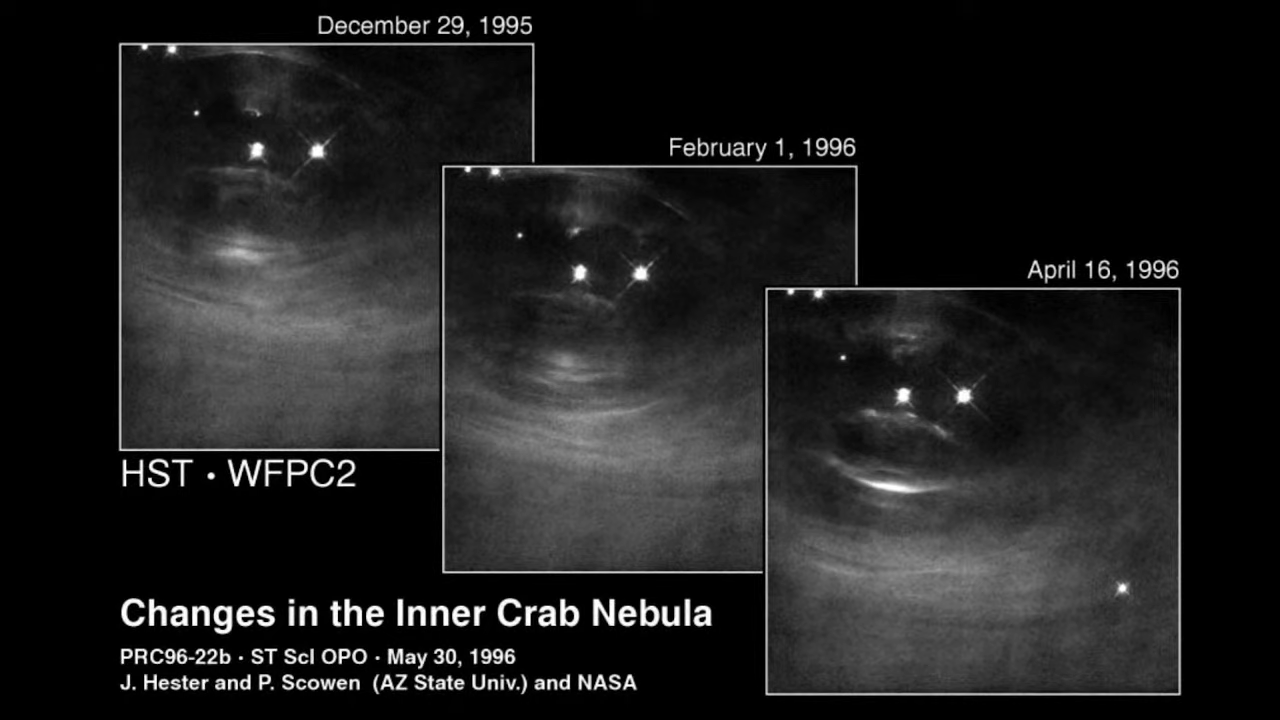 December 29, 1995
February 1, 1996
April 16, 1996
HST • WFPC2
Changes in the Inner Crab Nebula
PRC96-22b • ST ScI OPO • May 30, 1996
J. Hester and P. Scowen (AZ State Univ.) and NASA